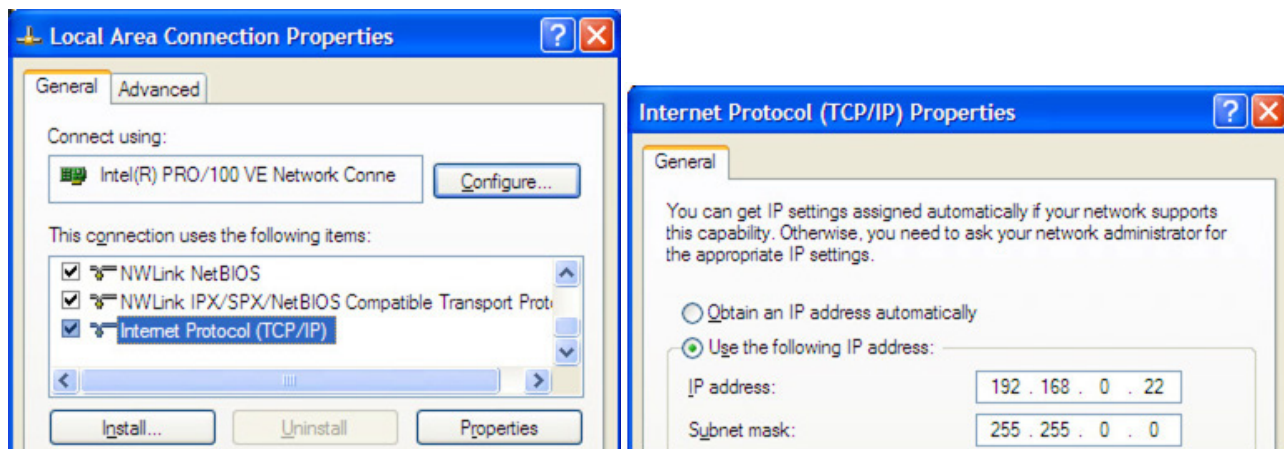 Local Area Connection Properties
General Advanced
Connect using:
Intel(R) PRO/100 VE Network Conne
Configure...
This connection uses the following items:
NWLink NetBIOS
NWLink IPX/SPX/NetBIOS Compatible Transport Proto
Internet Protocol (TCP/IP)
Install... Uninstall Properties
Internet Protocol (TCP/IP) Properties
General
You can get IP settings assigned automatically if your network supports
this capability. Otherwise, you need to ask your network administrator for
the appropriate IP settings.
Obtain an IP address automatically
Use the following IP address:
IP address: 192 . 168 . 0 . 22
Subnet mask: 255 . 255 . 0 . 0